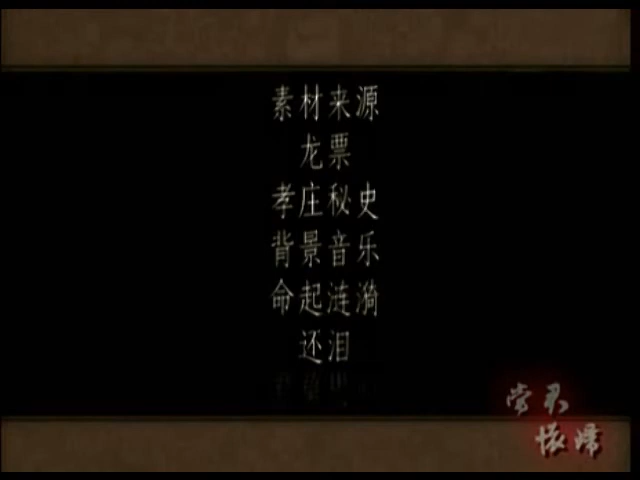 素材来源
龙票
孝庄秘史
背景音乐
命起涟漪
还泪